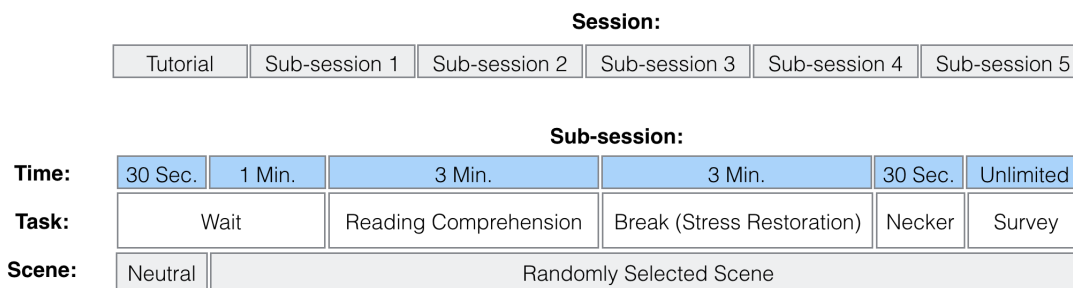 Session:
Tutorial Sub-session 1 Sub-session 2 Sub-session 3 Sub-session 4 Sub-session 5
Sub-session:
Time: 30 Sec. 1 Min. 3 Min. 3 Min. 30 Sec. Unlimited
Task: Wait Reading Comprehension Break (Stress Restoration) Necker Survey
Scene: Neutral Randomly Selected Scene